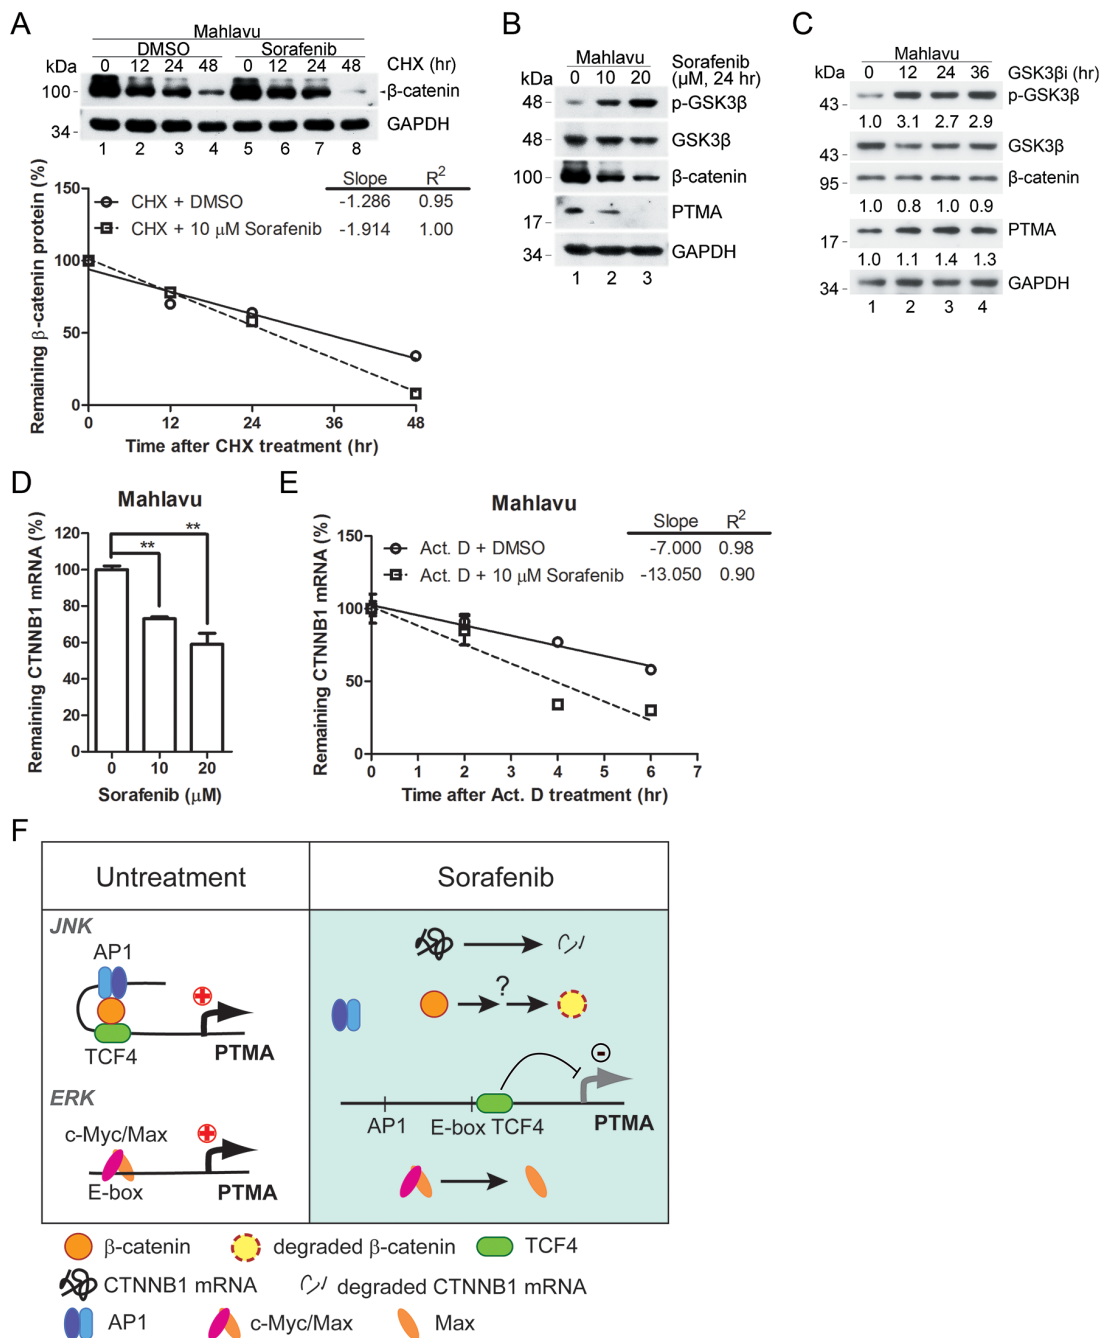 A
Mahlavu
DMSO Sorafenib
kDa 0 12 24 48 0 12 24 48 CHX (hr)
100 β-catenin
34 GAPDH
1 2 3 4 5 6 7 8
Slope R2
CHX + DMSO -1.286 0.95
CHX + 10 μM Sorafenib -1.914 1.00
Remaining β-catenin protein (%)
150
100
50
0
0 12 24 36 48
Time after CHX treatment (hr)
B
Mahlavu Sorafenib
kDa 0 10 20 (μM, 24 hr)
48 p-GSK3β
48 GSK3β
100 β-catenin
17 PTMA
34 GAPDH
1 2 3
C
Mahlavu
kDa 0 12 24 36 GSK3βi (hr)
43 p-GSK3β
1.0 3.1 2.7 2.9
43 GSK3β
95 β-catenin
1.0 0.8 1.0 0.9
17 PTMA
1.0 1.1 1.4 1.3
34 GAPDH
1 2 3 4
D
Mahlavu
Remaining CTNNB1 mRNA (%)
120
100
80
60
40
20
0
**
**
0 10 20
Sorafenib (μM)
E
Mahlavu
Slope R2
Act. D + DMSO -7.000 0.98
Act. D + 10 μM Sorafenib -13.050 0.90
Remaining CTNNB1 mRNA (%)
150
100
50
0
0 1 2 3 4 5 6 7
Time after Act. D treatment (hr)
F
Untreatment Sorafenib
JNK
AP1
TCF4
PTMA
ERK
c-Myc/Max
E-box
PTMA
?
AP1 E-box TCF4 PTMA
β-catenin degraded β-catenin TCF4
CTNNB1 mRNA degraded CTNNB1 mRNA
AP1 c-Myc/Max Max